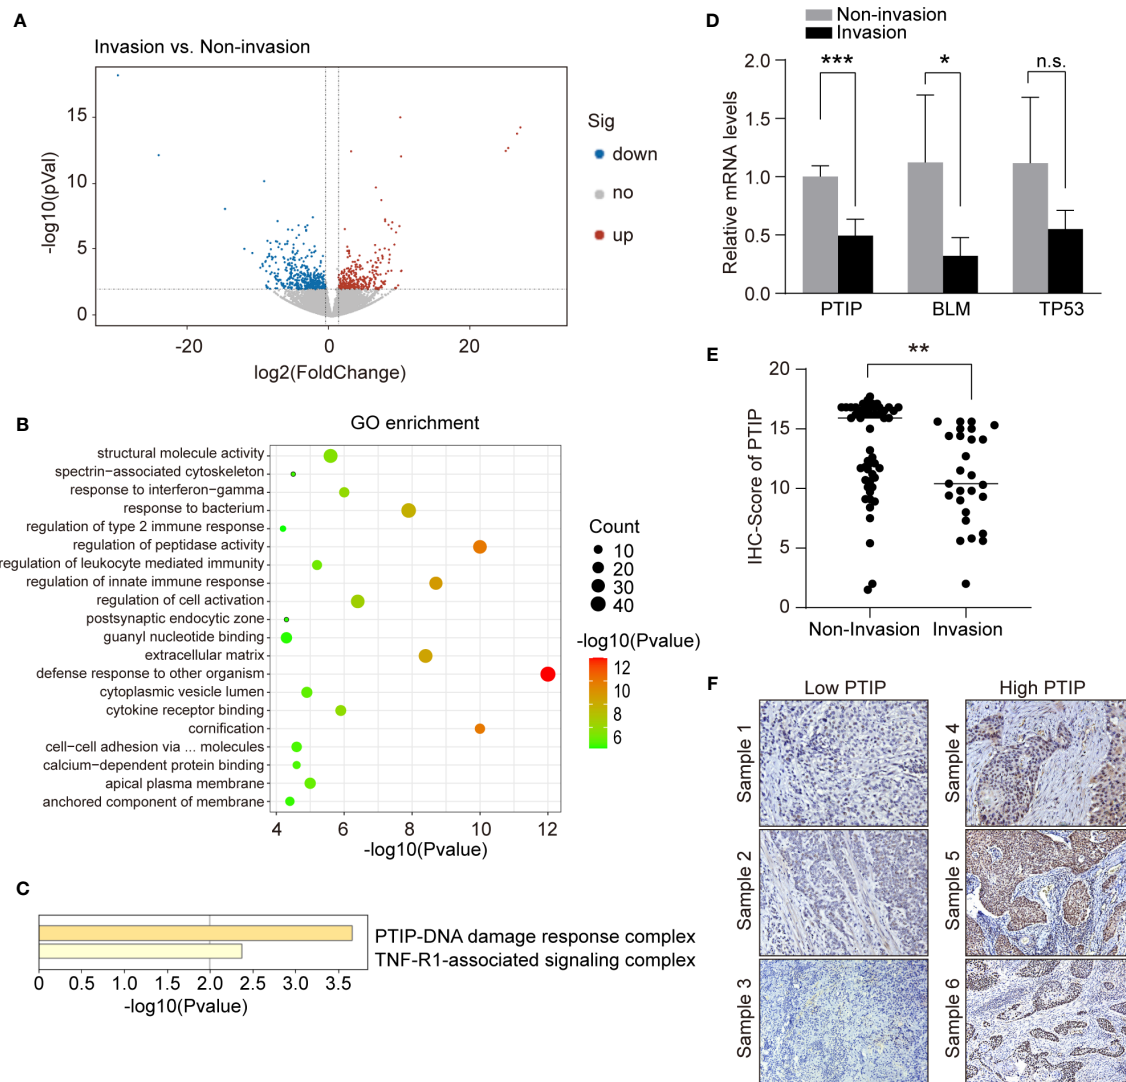 A
Invasion vs. Non-invasion
-log10(pVal)
15
10
5
0
-20
0
20
log2(FoldChange)
Sig
down
no
up
B
GO enrichment
structural molecule activity
spectrin-associated cytoskeleton
response to interferon-gamma
response to bacterium
regulation of type 2 immune response
regulation of peptidase activity
regulation of leukocyte mediated immunity
regulation of innate immune response
regulation of cell activation
postsynaptic endocytic zone
guanyl nucleotide binding
extracellular matrix
defense response to other organism
cytoplasmic vesicle lumen
cytokine receptor binding
cornification
cell-cell adhesion via ... molecules
calcium-dependent protein binding
apical plasma membrane
anchored component of membrane
4
6
8
10
12
-log10(Pvalue)
Count
10
20
30
40
-log10(Pvalue)
12
10
8
6
C
PTIP-DNA damage response complex
TNF-R1-associated signaling complex
0
0.5
1.0
1.5
2.0
2.5
3.0
3.5
-log10(Pvalue)
D
Non-invasion
Invasion
Relative mRNA levels
2.0
1.5
1.0
0.5
0.0
***
*
n.s.
PTIP
BLM
TP53
E
**
IHC-Score of PTIP
20
15
10
5
0
Non-Invasion
Invasion
F
Low PTIP
High PTIP
Sample 1
Sample 4
Sample 2
Sample 5
Sample 3
Sample 6